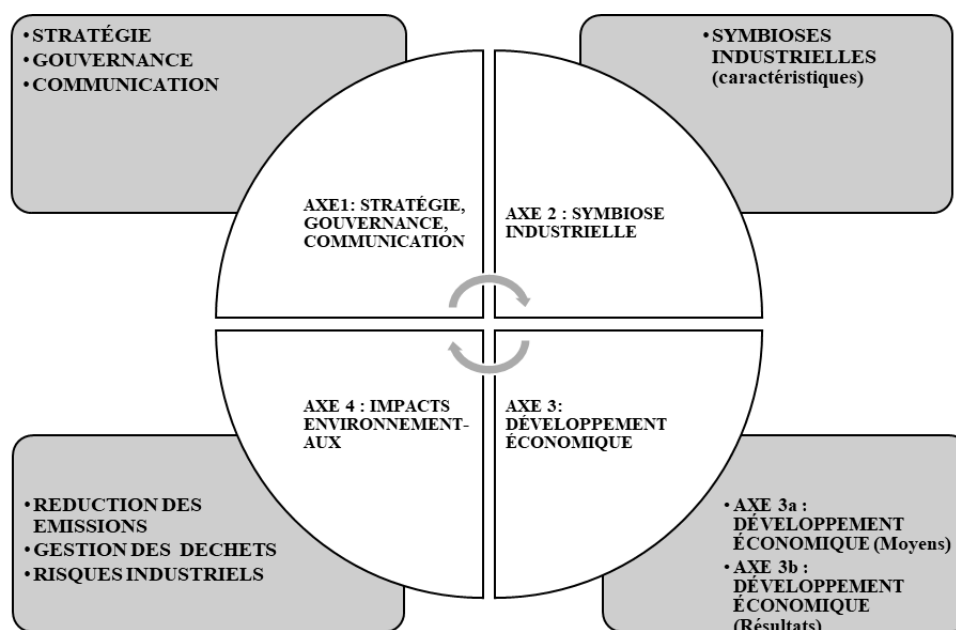 • STRATÉGIE
• GOUVERNANCE
• COMMUNICATION
• SYMBIOSES
INDUSTRIELLES
(caractéristiques)
AXE1: STRATÉGIE,
GOUVERNANCE,
COMMUNICATION
AXE 2 : SYMBIOSE
INDUSTRIELLE
AXE 4 : IMPACTS
ENVIRONNEMENT-
AUX
AXE 3:
DÉVELOPPEMENT
ÉCONOMIQUE
• REDUCTION DES
EMISSIONS
• GESTION DES DECHETS
• RISQUES INDUSTRIELS
• AXE 3a :
DÉVELOPPEMENT
ÉCONOMIQUE (Moyens)
• AXE 3b :
DÉVELOPPEMENT
ÉCONOMIQUE
(Résultats)